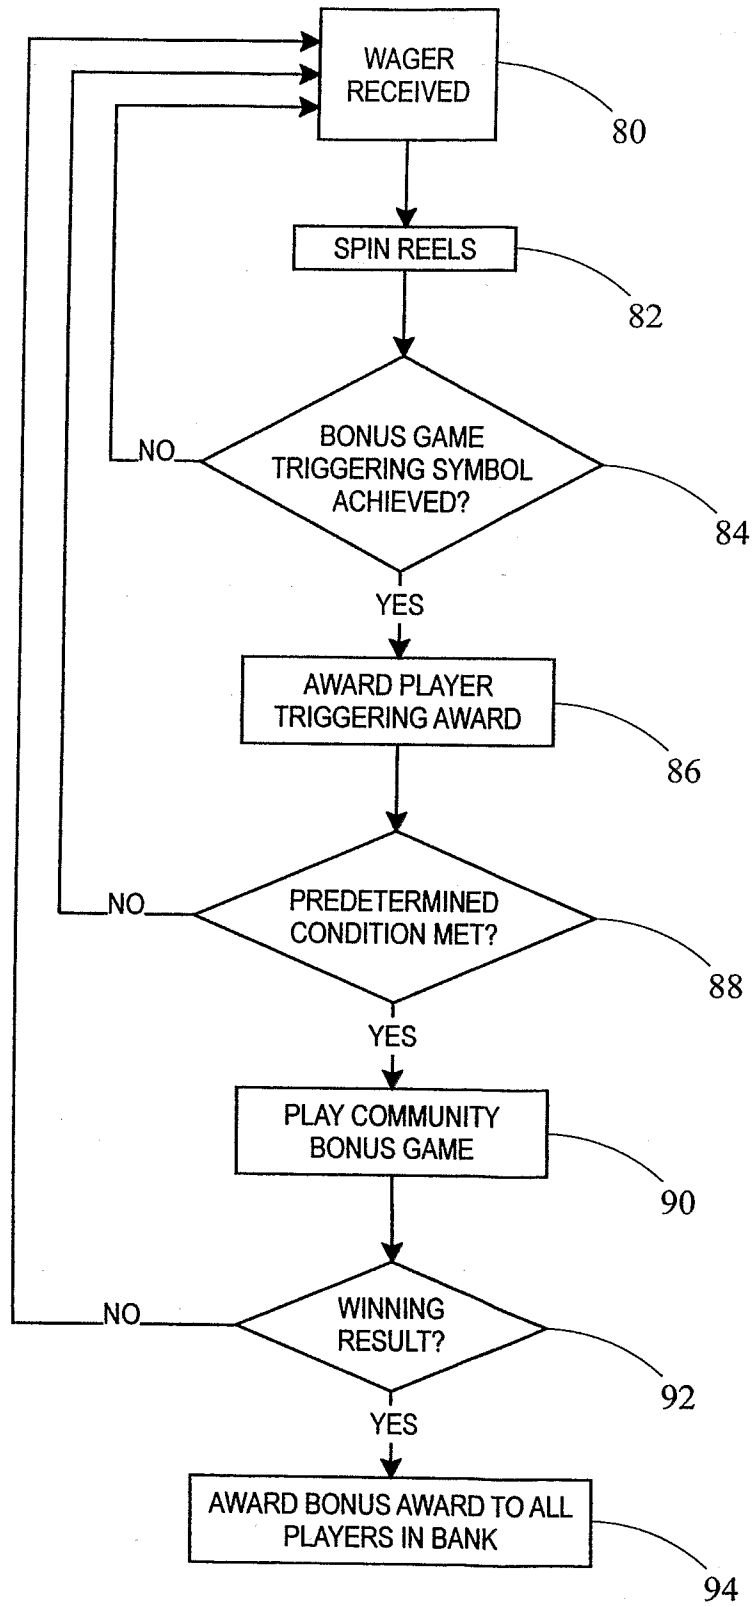 WAGER
RECEIVED
80
SPIN REELS
82
BONUS GAME
TRIGGERING SYMBOL
ACHIEVED?
NO
84
YES
AWARD PLAYER
TRIGGERING AWARD
86
PREDETERMINED
CONDITION MET?
NO
88
YES
PLAY COMMUNITY
BONUS GAME
90
WINNING
RESULT?
NO
92
YES
AWARD BONUS AWARD TO ALL
PLAYERS IN BANK
94